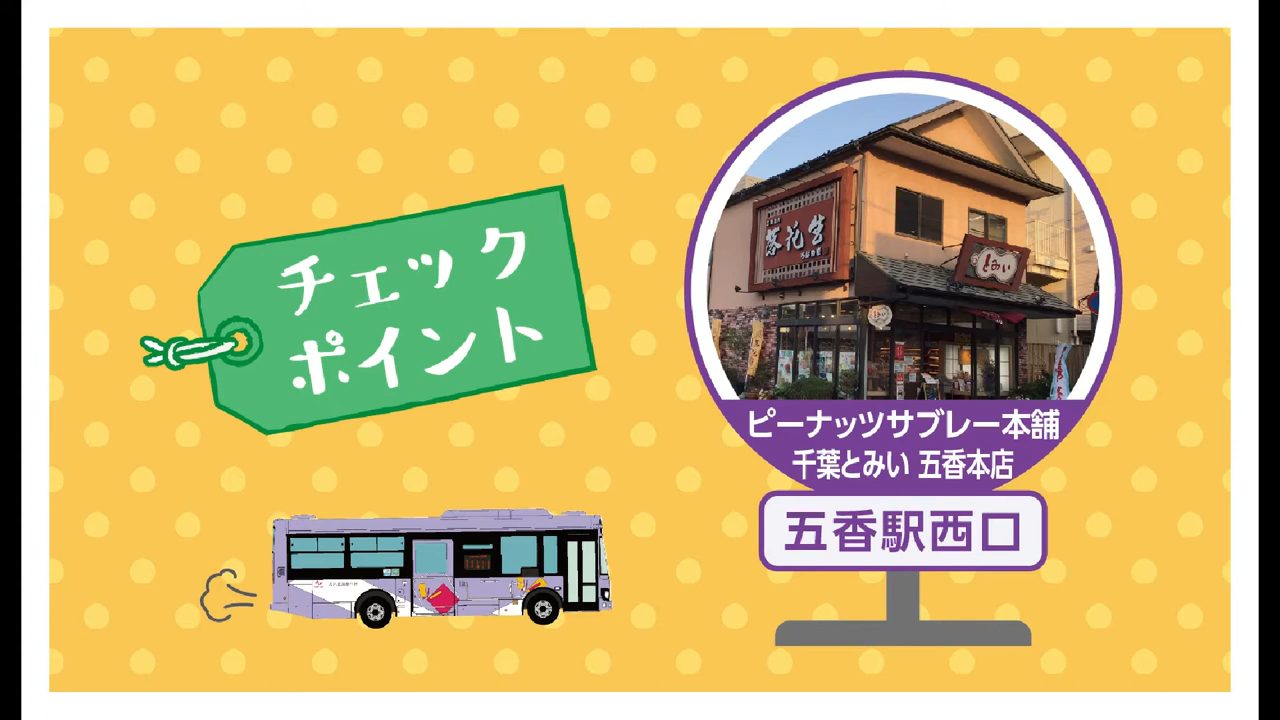 チェック
ポイント
落花生
とみい
ピーナッツサブレー本舗
千葉とみい 五香本店
五香駅西口